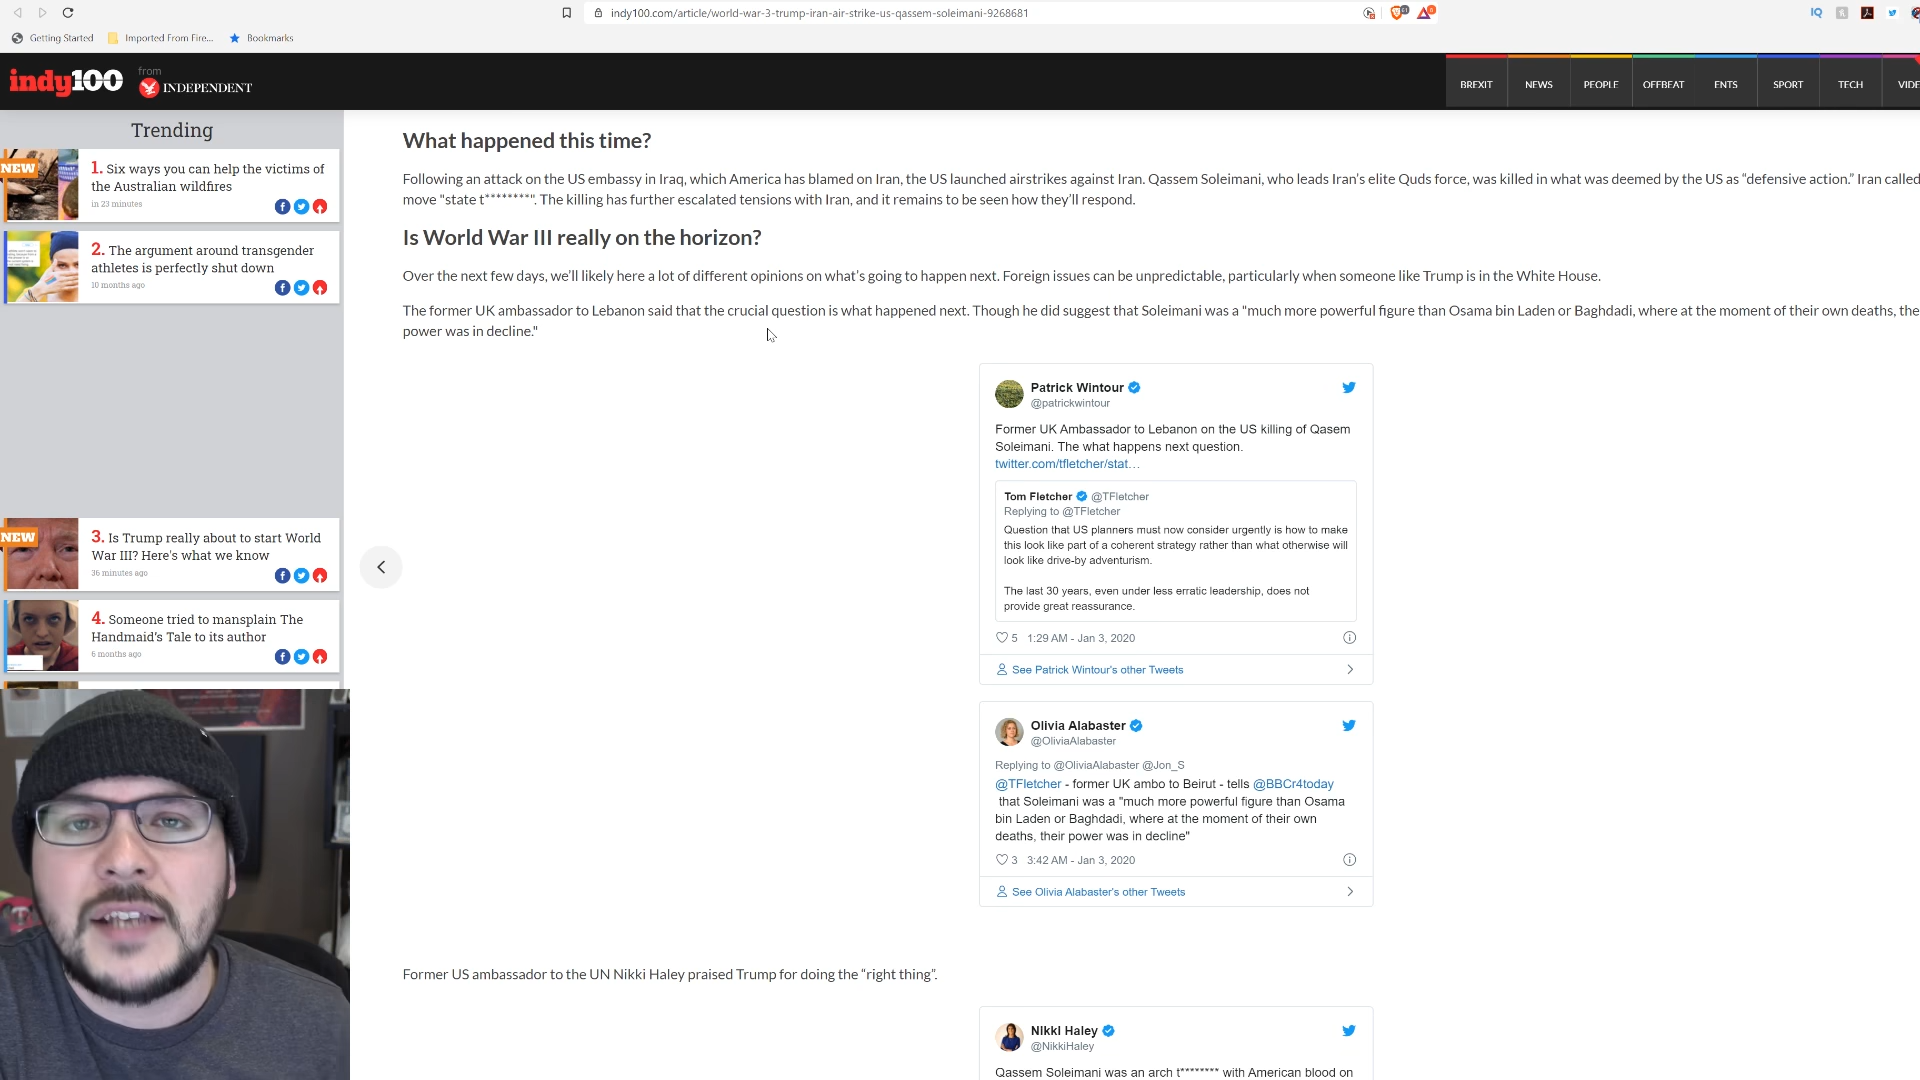 indy100.com/article/world-war-3-trump-iran-air-strike-us-qassem-soleimani-9268681
Getting Started
Imported From Fire...
Bookmarks
indy100
from
INDEPENDENT
BREXIT
NEWS
PEOPLE
OFFBEAT
ENTS
SPORT
TECH
VIDE
Trending
NEW
1. Six ways you can help the victims of
the Australian wildfires
in 23 minutes
2. The argument around transgender
athletes is perfectly shut down
10 months ago
NEW
3. Is Trump really about to start World
War III? Here's what we know
36 minutes ago
4. Someone tried to mansplain The
Handmaid's Tale to its author
6 months ago
What happened this time?
Following an attack on the US embassy in Iraq, which America has blamed on Iran, the US launched airstrikes against Iran. Qassem Soleimani, who leads Iran's elite Quds force, was killed in what was deemed by the US as “defensive action.” Iran called
move "state t********". The killing has further escalated tensions with Iran, and it remains to be seen how they'll respond.
Is World War III really on the horizon?
Over the next few days, we'll likely here a lot of different opinions on what's going to happen next. Foreign issues can be unpredictable, particularly when someone like Trump is in the White House.
The former UK ambassador to Lebanon said that the crucial question is what happened next. Though he did suggest that Soleimani was a "much more powerful figure than Osama bin Laden or Baghdadi, where at the moment of their own deaths, the
power was in decline."
Patrick Wintour
@patrickwintour
Former UK Ambassador to Lebanon on the US killing of Qasem
Soleimani. The what happens next question.
twitter.com/tfletcher/stat…
Tom Fletcher @TFletcher
Replying to @TFletcher
Question that US planners must now consider urgently is how to make
this look like part of a coherent strategy rather than what otherwise will
look like drive-by adventurism.
The last 30 years, even under less erratic leadership, does not
provide great reassurance.
5 1:29 AM - Jan 3, 2020
See Patrick Wintour's other Tweets
Olivia Alabaster
@OliviaAlabaster
Replying to @OliviaAlabaster @Jon_S
@TFletcher - former UK ambo to Beirut - tells @BBCr4today
that Soleimani was a "much more powerful figure than Osama
bin Laden or Baghdadi, where at the moment of their own
deaths, their power was in decline"
3 3:42 AM - Jan 3, 2020
See Olivia Alabaster's other Tweets
Former US ambassador to the UN Nikki Haley praised Trump for doing the “right thing”.
Nikki Haley
@NikkiHaley
Qassem Soleimani was an arch t******** with American blood on